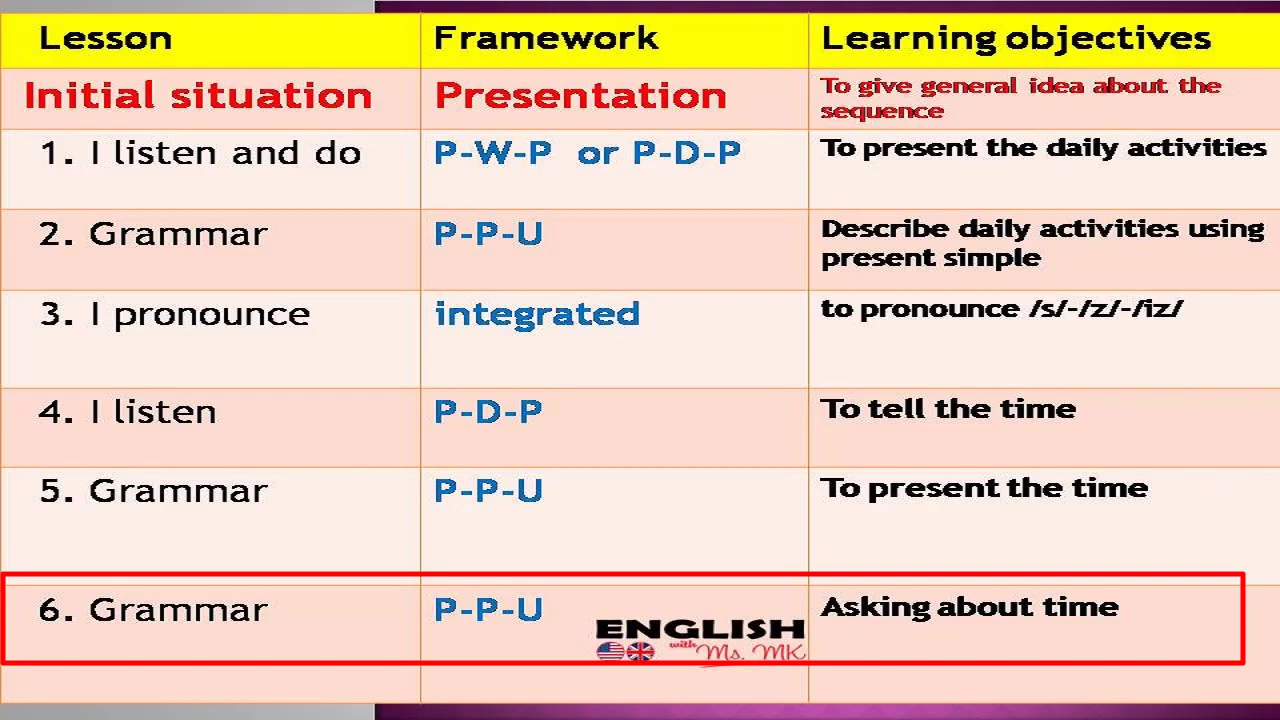 Lesson Framework Learning objectives
Initial situation Presentation To give general idea about the
sequence
1. I listen and do P-W-P or P-D-P To present the daily activities
2. Grammar P-P-U Describe daily activities using
present simple
3. I pronounce integrated to pronounce /s/-/z/-/iz/
4. I listen P-D-P To tell the time
5. Grammar P-P-U To present the time
6. Grammar P-P-U Asking about time
ENGLISH
with Ms. MK